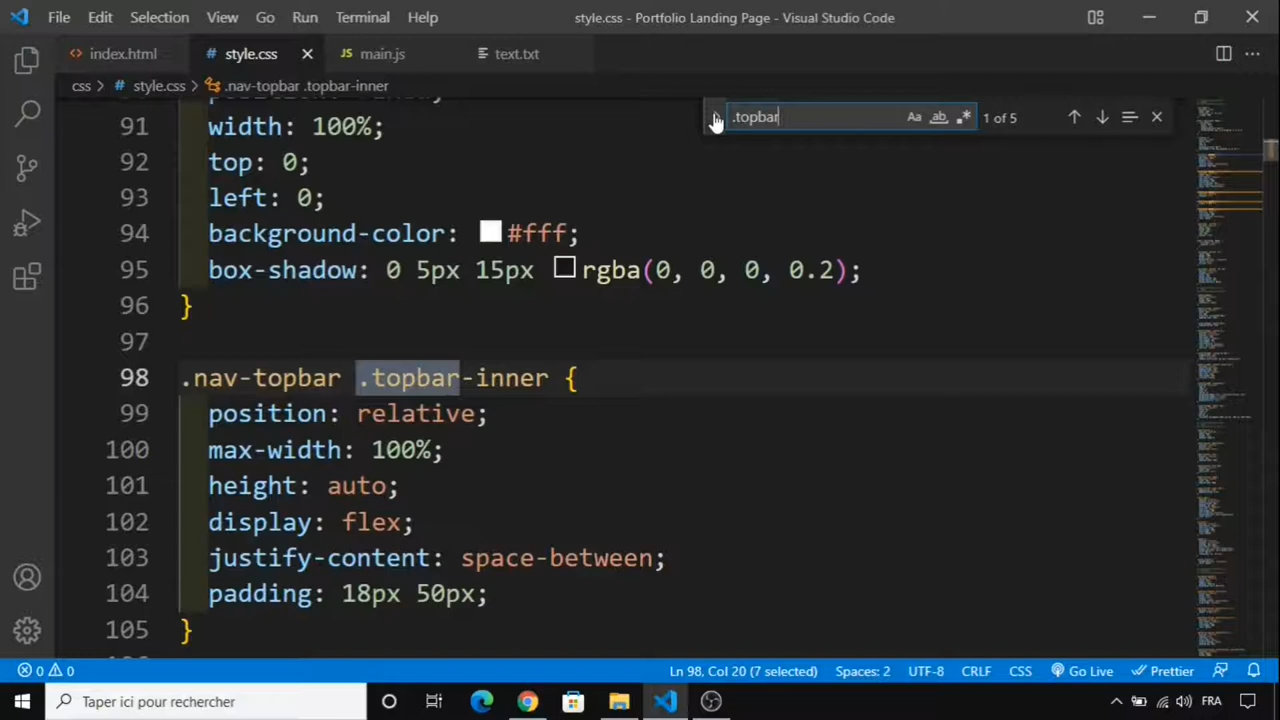 File Edit Selection View Go Run Terminal Help style.css - Portfolio Landing Page - Visual Studio Code
<> index.html # style.css × JS main.js text.txt ···
css > # style.css > .nav-topbar .topbar-inner
.topbar Aa ab .* 1 of 5
91 width: 100%;
92 top: 0;
93 left: 0;
94 background-color: #fff;
95 box-shadow: 0 5px 15px rgba(0, 0, 0, 0.2);
96 }
97
98 .nav-topbar .topbar-inner {
99 position: relative;
100 max-width: 100%;
101 height: auto;
102 display: flex;
103 justify-content: space-between;
104 padding: 18px 50px;
105 }
0 0 Ln 98, Col 20 (7 selected) Spaces: 2 UTF-8 CRLF CSS Go Live Prettier
Taper ici pour rechercher FRA